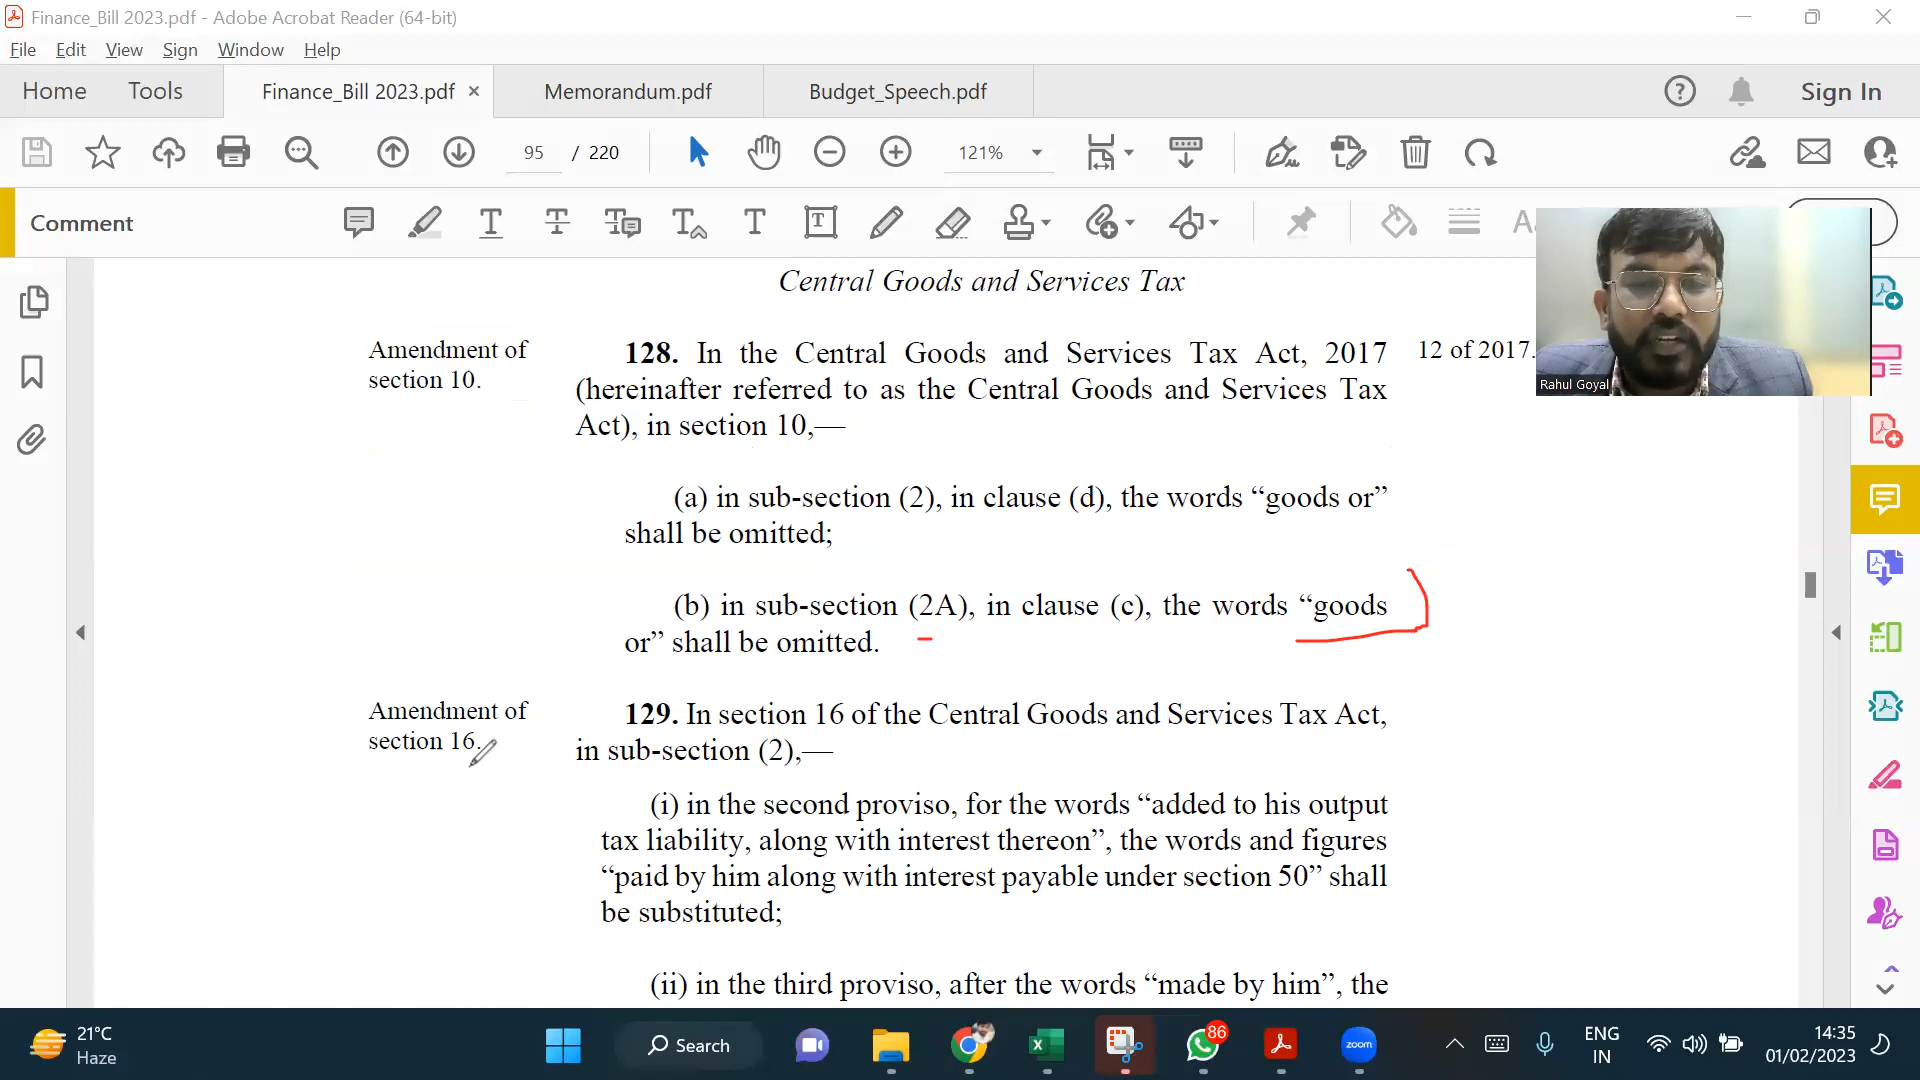 Finance_Bill 2023.pdf - Adobe Acrobat Reader (64-bit)
File Edit View Sign Window Help
Home Tools Finance_Bill 2023.pdf × Memorandum.pdf Budget_Speech.pdf Sign In
95 / 220 121%
Comment
Central Goods and Services Tax
Amendment of
section 10.
128. In the Central Goods and Services Tax Act, 2017
(hereinafter referred to as the Central Goods and Services Tax
Act), in section 10,—
12 of 2017.
Rahul Goyal
(a) in sub-section (2), in clause (d), the words “goods or”
shall be omitted;
(b) in sub-section (2A), in clause (c), the words “goods
or” shall be omitted.
Amendment of
section 16.
129. In section 16 of the Central Goods and Services Tax Act,
in sub-section (2),—
(i) in the second proviso, for the words “added to his output
tax liability, along with interest thereon”, the words and figures
“paid by him along with interest payable under section 50” shall
be substituted;
(ii) in the third proviso, after the words “made by him”, the
21°C
Haze
Search
86
zoom
ENG
IN
14:35
01/02/2023